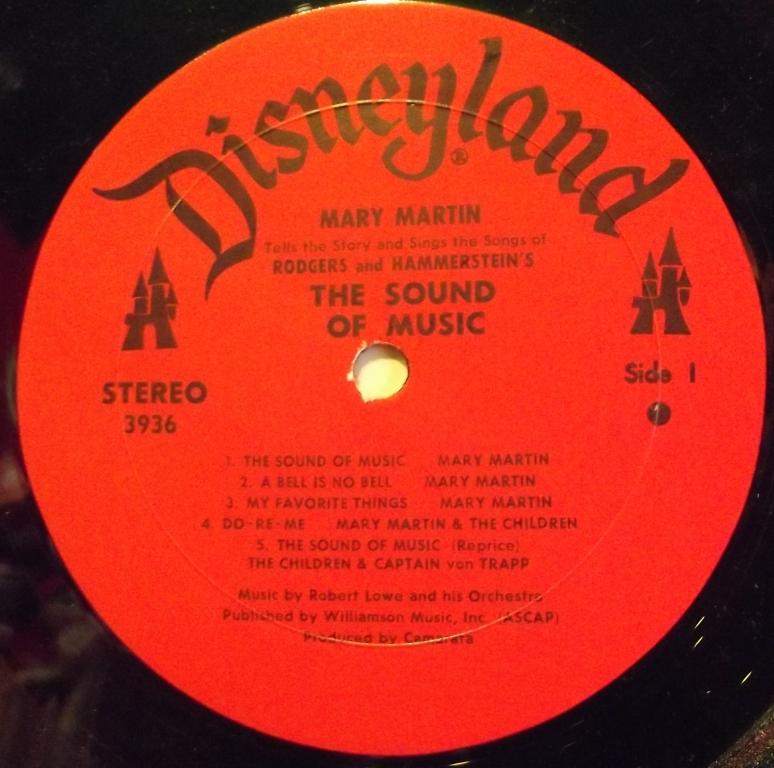 Disneyland®
MARY MARTIN
Tells the Story and Sings the Songs of
RODGERS and HAMMERSTEIN'S
THE SOUND
OF MUSIC
STEREO
3936
Side 1
1. THE SOUND OF MUSIC MARY MARTIN
2. A BELL IS NO BELL MARY MARTIN
3. MY FAVORITE THINGS MARY MARTIN
4. DO-RE-ME MARY MARTIN & THE CHILDREN
5. THE SOUND OF MUSIC (Reprice)
THE CHILDREN & CAPTAIN von TRAPP
Music by Robert Lowe and his Orchestra
Published by Williamson Music, Inc. (ASCAP)
Produced by Camarata